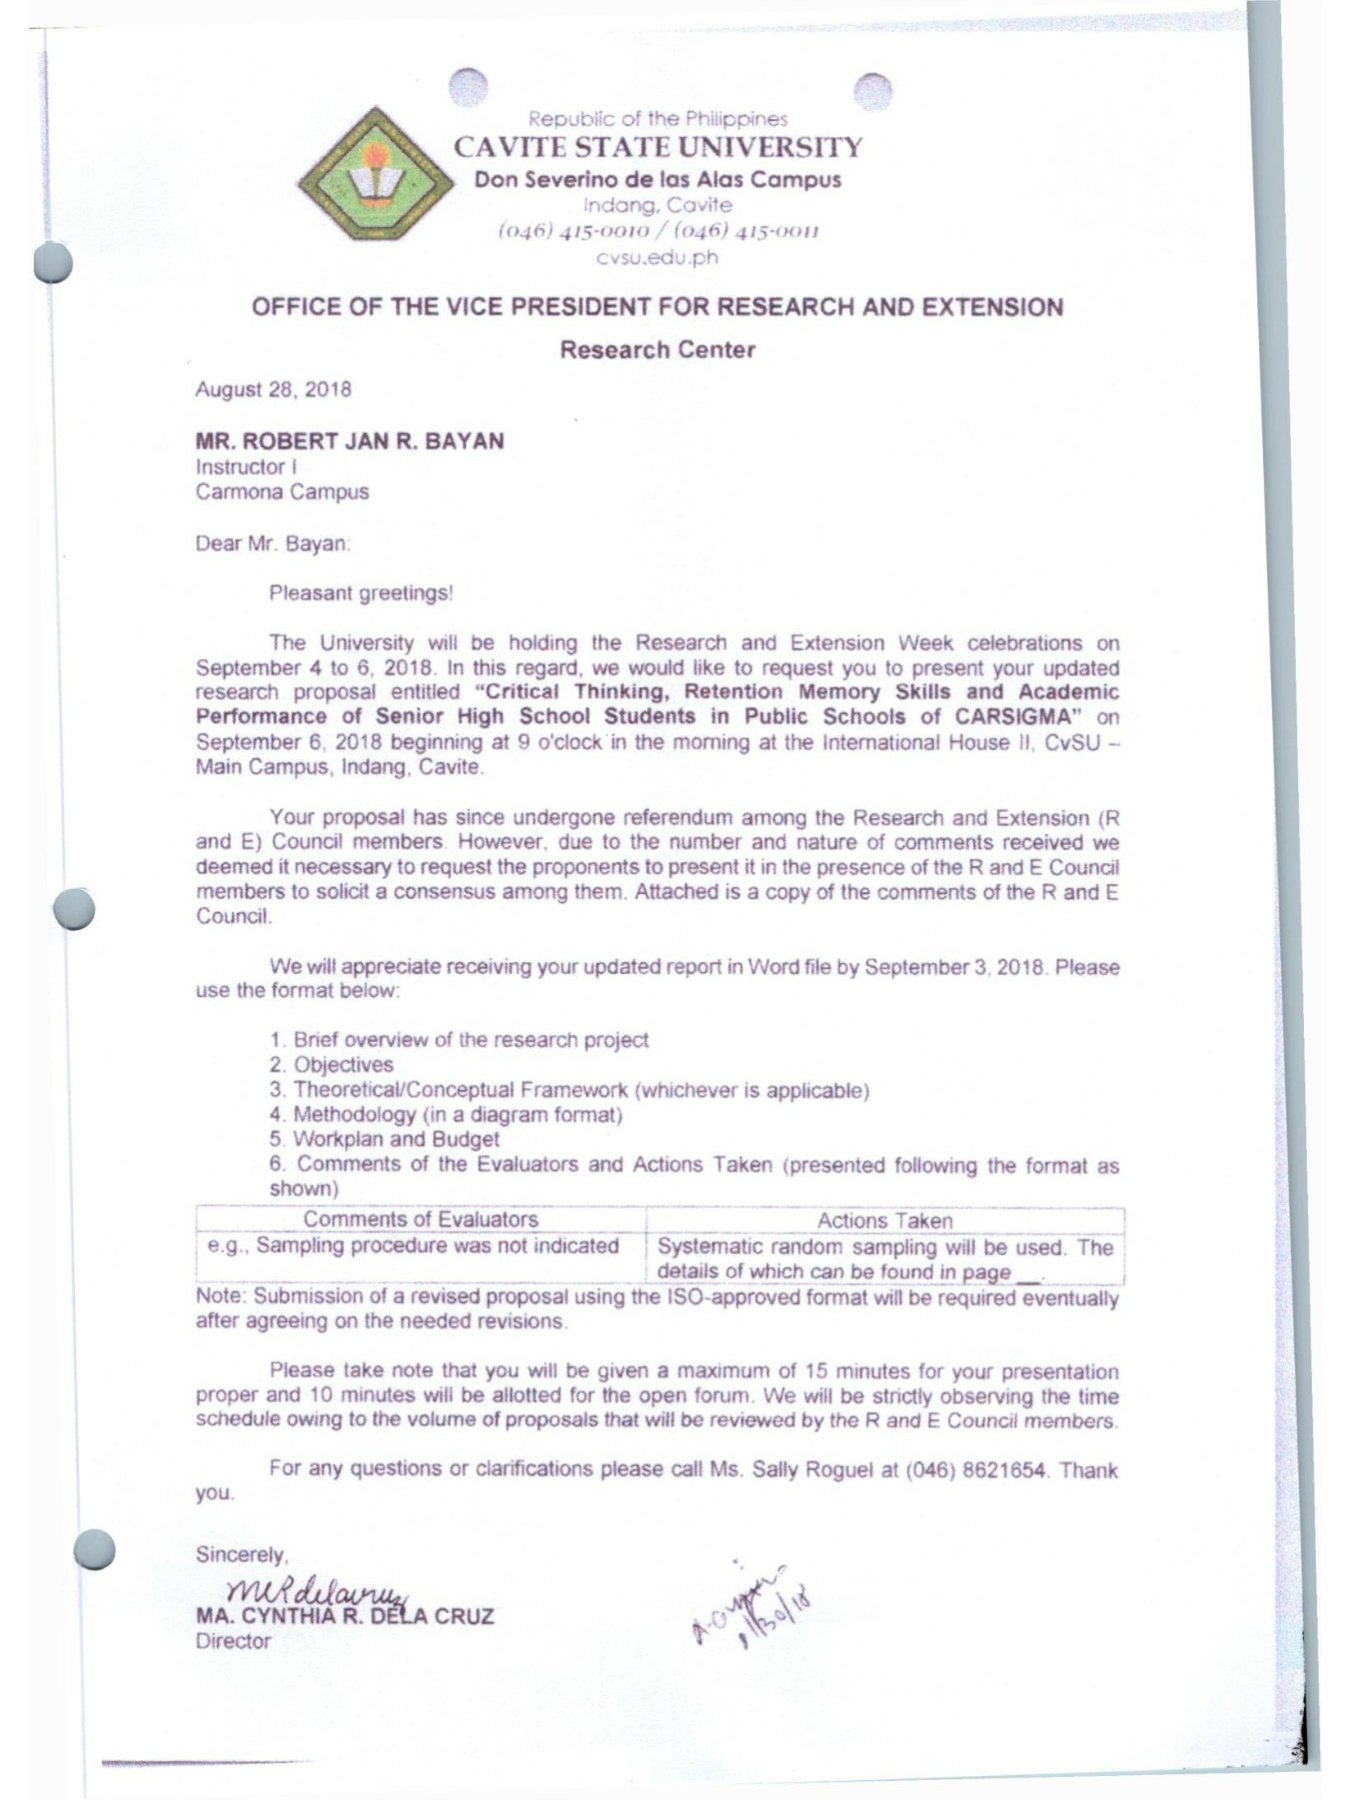 Republic of the Philippines
CAVITE STATE UNIVERSITY
Don Severino de las Alas Campus
Indang, Cavite
(046) 415-0010 / (046) 415-0011
cvsu.edu.ph
OFFICE OF THE VICE PRESIDENT FOR RESEARCH AND EXTENSION
Research Center
August 28, 2018
MR. ROBERT JAN R. BAYAN
Instructor I
Carmona Campus
Dear Mr. Bayan:
Pleasant greetings!
The University will be holding the Research and Extension Week celebrations on
September 4 to 6, 2018. In this regard, we would like to request you to present your updated
research proposal entitled “Critical Thinking, Retention Memory Skills and Academic
Performance of Senior High School Students in Public Schools of CARSIGMA” on
September 6, 2018 beginning at 9 o'clock in the morning at the International House II, CvSU –
Main Campus, Indang, Cavite.
Your proposal has since undergone referendum among the Research and Extension (R
and E) Council members. However, due to the number and nature of comments received we
deemed it necessary to request the proponents to present it in the presence of the R and E Council
members to solicit a consensus among them. Attached is a copy of the comments of the R and E
Council.
We will appreciate receiving your updated report in Word file by September 3, 2018. Please
use the format below:
1. Brief overview of the research project
2. Objectives
3. Theoretical/Conceptual Framework (whichever is applicable)
4. Methodology (in a diagram format)
5. Workplan and Budget
6. Comments of the Evaluators and Actions Taken (presented following the format as
shown)
Comments of Evaluators
Actions Taken
e.g., Sampling procedure was not indicated
Systematic random sampling will be used. The
details of which can be found in page __.
Note: Submission of a revised proposal using the ISO-approved format will be required eventually
after agreeing on the needed revisions.
Please take note that you will be given a maximum of 15 minutes for your presentation
proper and 10 minutes will be allotted for the open forum. We will be strictly observing the time
schedule owing to the volume of proposals that will be reviewed by the R and E Council members.
For any questions or clarifications please call Ms. Sally Roguel at (046) 8621654. Thank
you.
Sincerely,
MA. CYNTHIA R. DELA CRUZ
Director